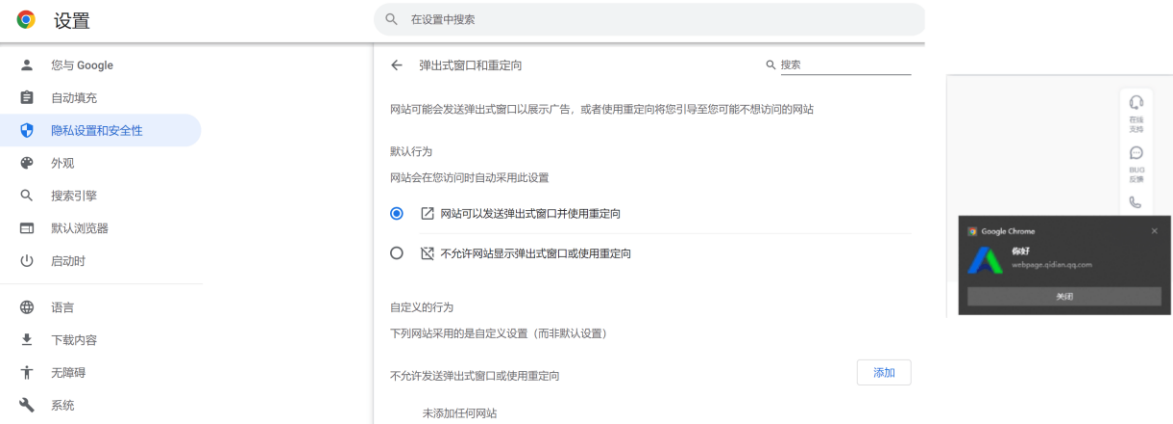 设置
在设置中搜索
您与 Google
自动填充
隐私设置和安全性
外观
搜索引擎
默认浏览器
启动时
语言
下载内容
无障碍
系统
弹出式窗口和重定向
搜索
网站可能会发送弹出式窗口以展示广告，或者使用重定向将您引导至您可能不想访问的网站
默认行为
网站会在您访问时自动采用此设置
网站可以发送弹出式窗口并使用重定向
不允许网站显示弹出式窗口或使用重定向
自定义的行为
下列网站采用的是自定义设置（而非默认设置）
不允许发送弹出式窗口或使用重定向
添加
未添加任何网站
在线
支持
BUG
反馈
Google Chrome
你好
webpage.qidian.qq.com
关闭